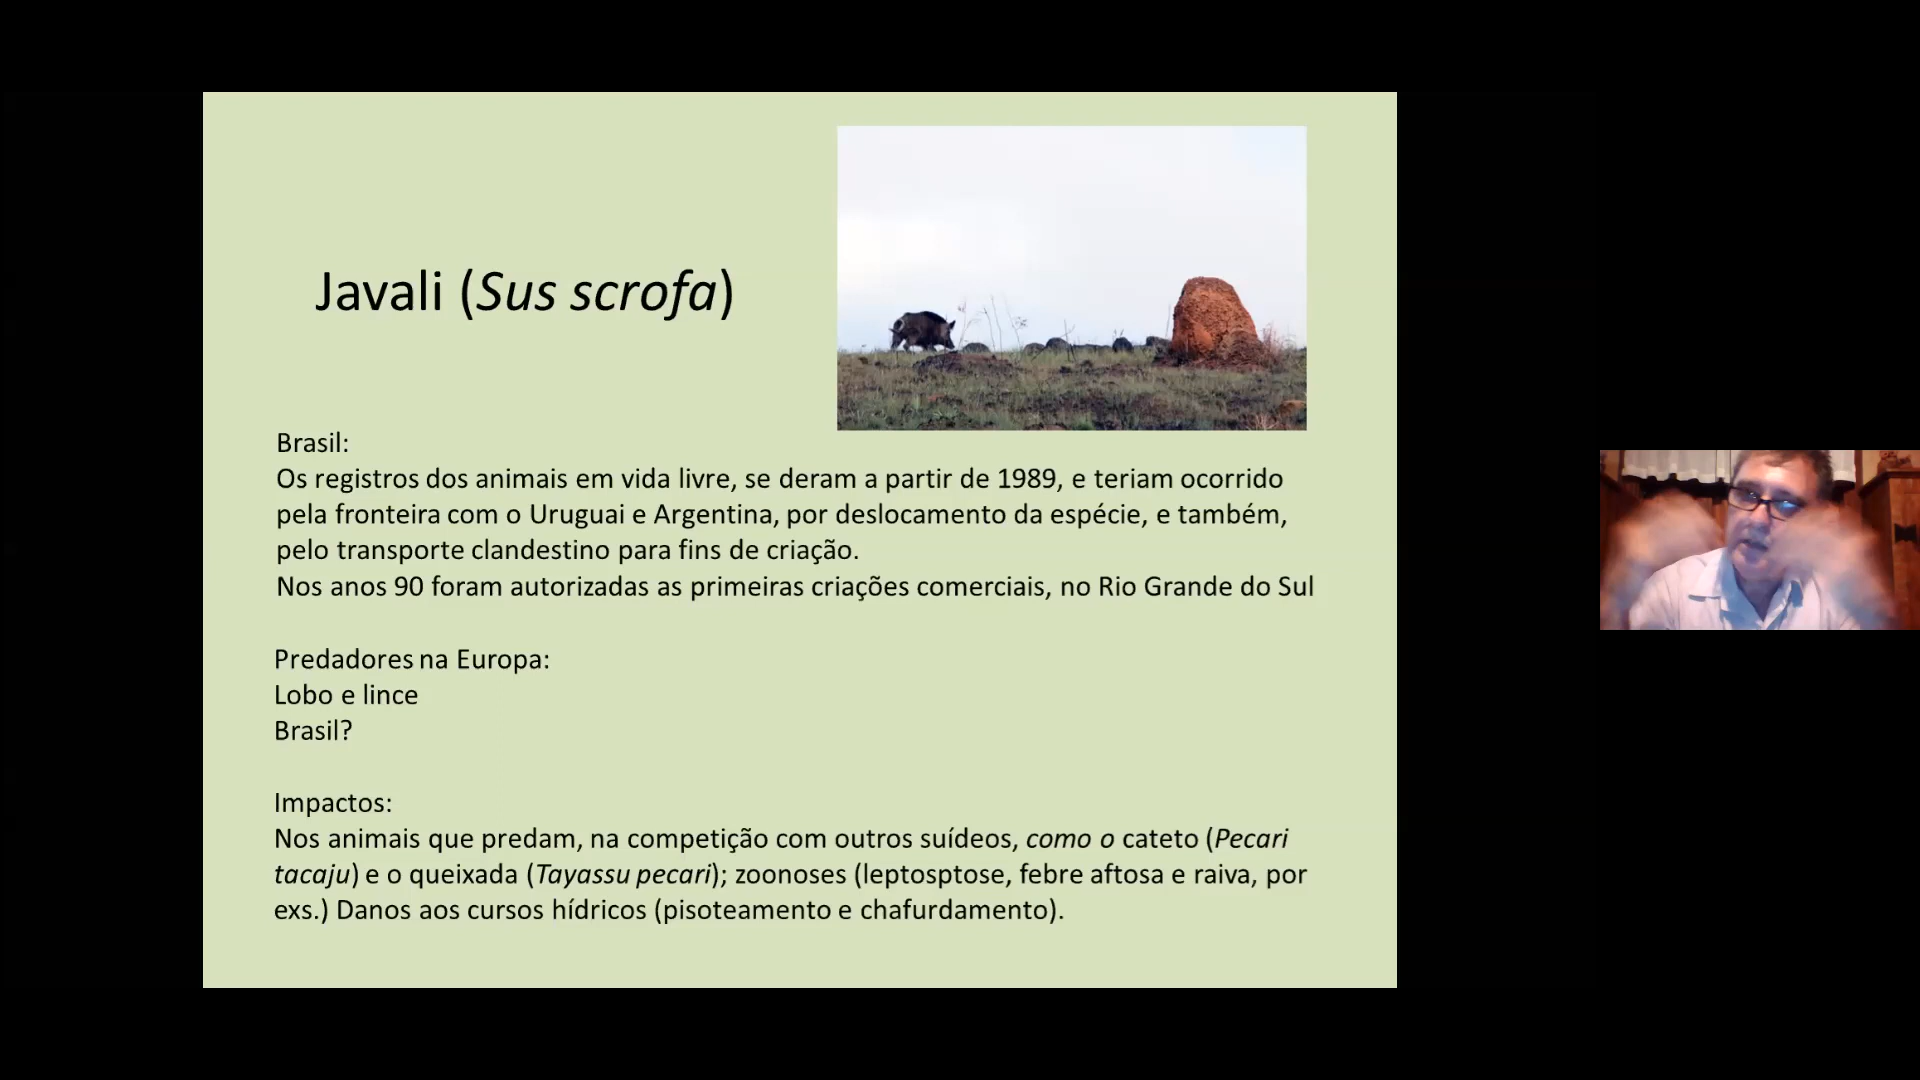 Javali (Sus scrofa)
Brasil:
Os registros dos animais em vida livre, se deram a partir de 1989, e teriam ocorrido
pela fronteira com o Uruguai e Argentina, por deslocamento da espécie, e também,
pelo transporte clandestino para fins de criação.
Nos anos 90 foram autorizadas as primeiras criações comerciais, no Rio Grande do Sul
Predadores na Europa:
Lobo e lince
Brasil?
Impactos:
Nos animais que predam, na competição com outros suídeos, como o cateto (Pecari
tacaju) e o queixada (Tayassu pecari); zoonoses (leptosptose, febre aftosa e raiva, por
exs.) Danos aos cursos hídricos (pisoteamento e chafurdamento).